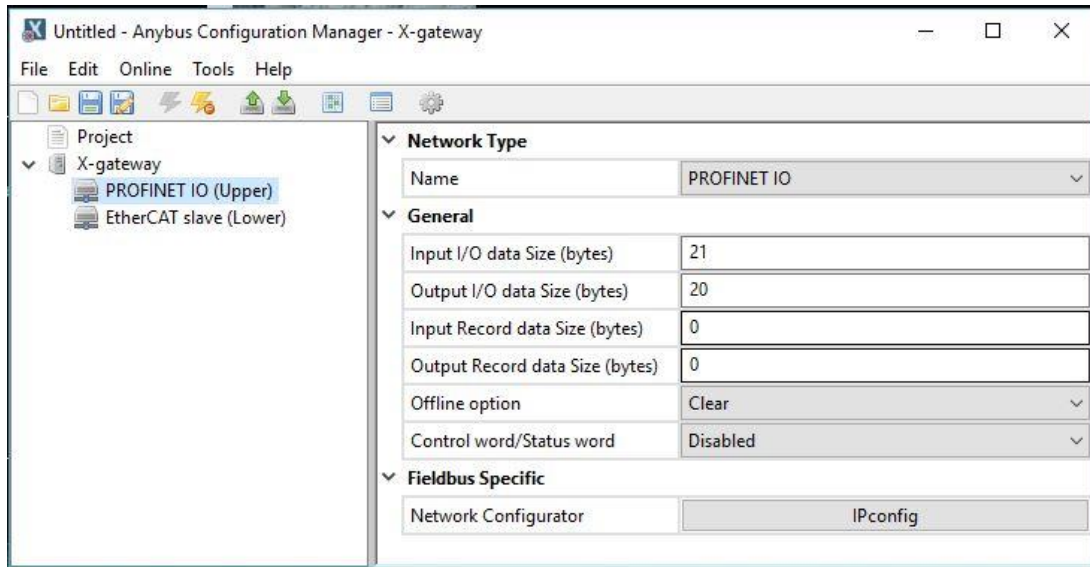 Untitled - Anybus Configuration Manager - X-gateway
File Edit Online Tools Help
Project
X-gateway
PROFINET IO (Upper)
EtherCAT slave (Lower)
Network Type
Name PROFINET IO
General
Input I/O data Size (bytes) 21
Output I/O data Size (bytes) 20
Input Record data Size (bytes) 0
Output Record data Size (bytes) 0
Offline option Clear
Control word/Status word Disabled
Fieldbus Specific
Network Configurator IPconfig